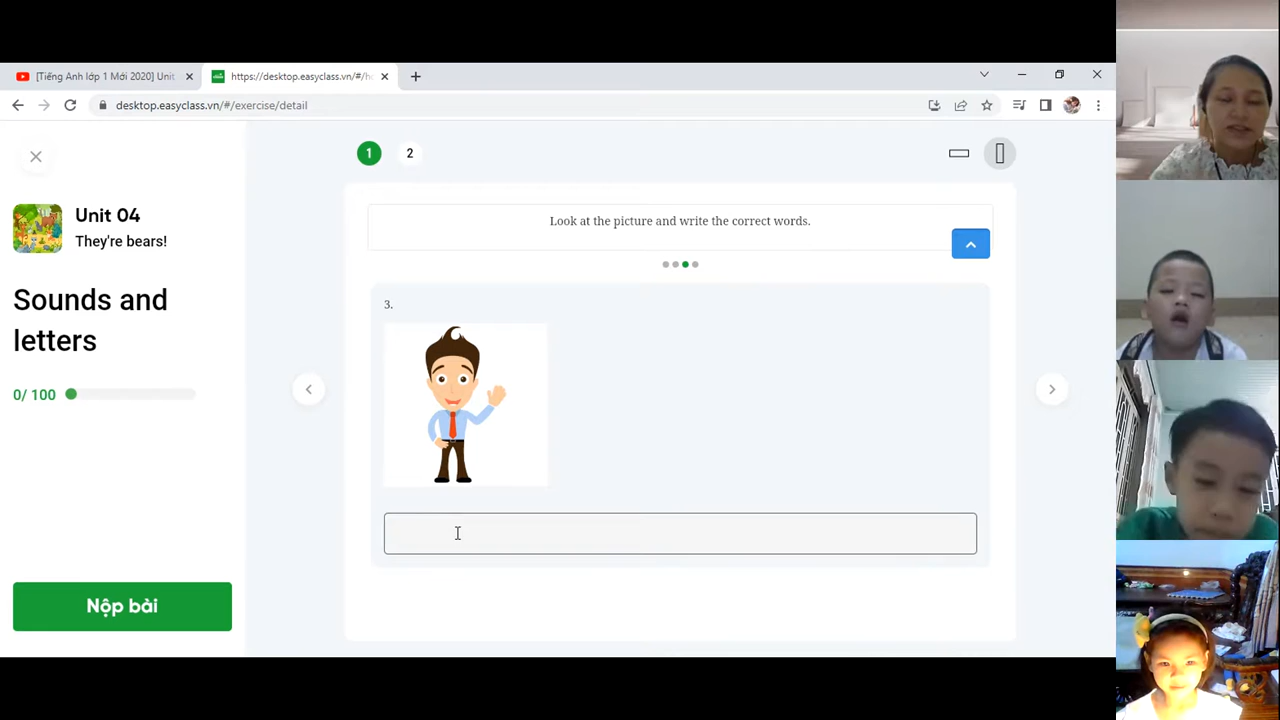 [Tiếng Anh lớp 1 Mới 2020] Unit
https://desktop.easyclass.vn/#/h
desktop.easyclass.vn/#/exercise/detail
1 2
Unit 04
They're bears!
Look at the picture and write the correct words.
Sounds and
letters
3.
0/ 100
Nộp bài